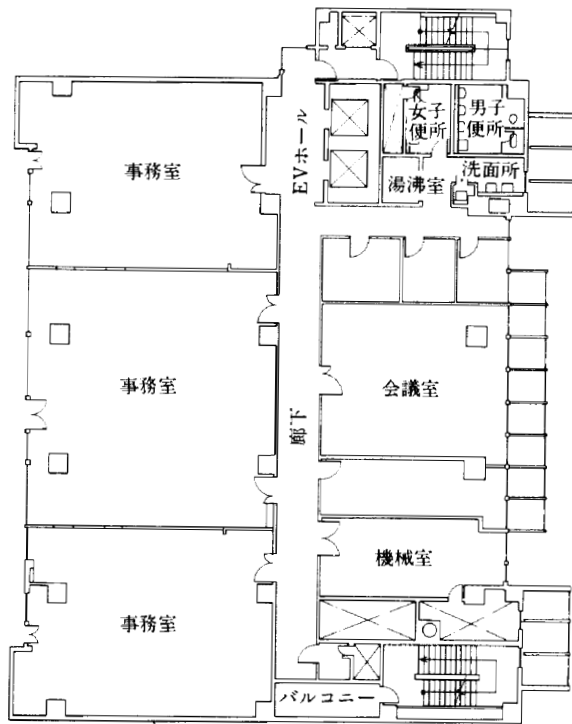 女子
便所
男子
便所
EVホール
事務室
湯沸室
洗面所
事務室
会議室
廊下
機械室
事務室
バルコニー